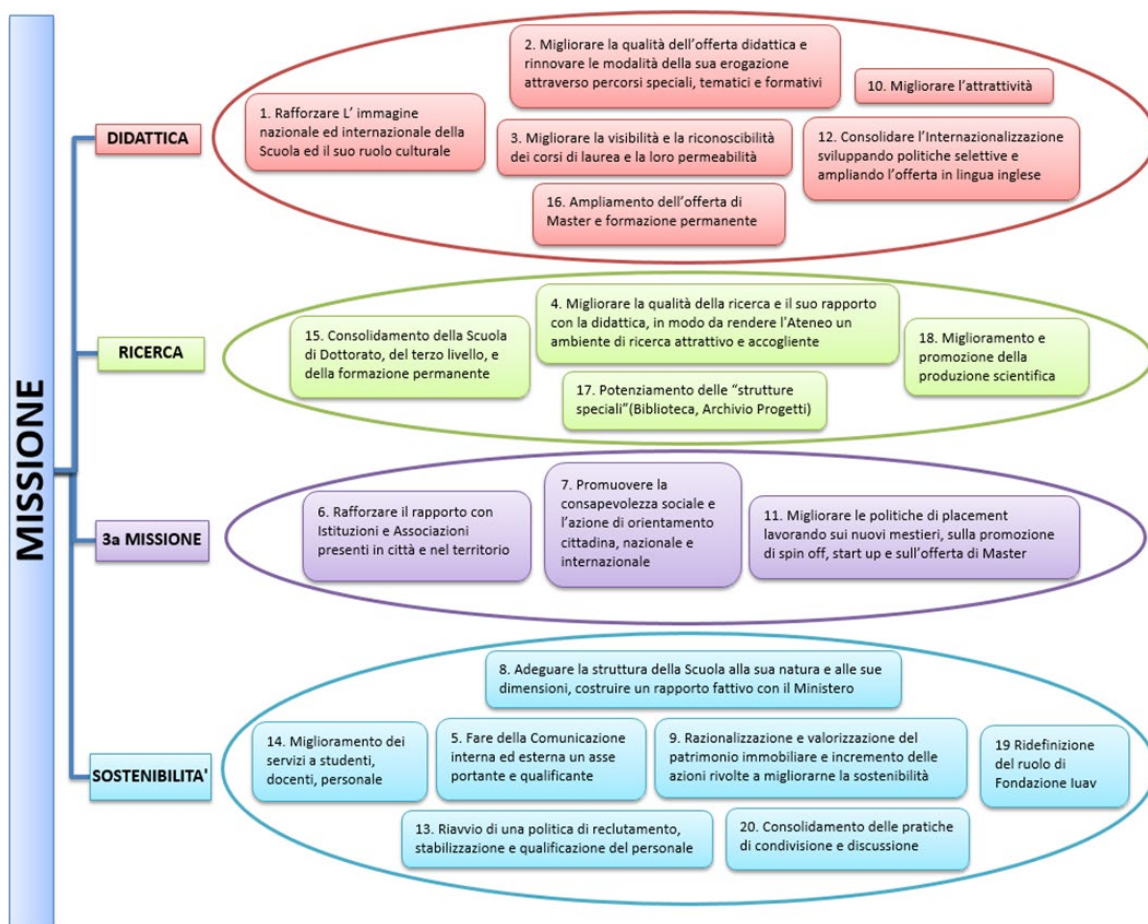 MISSIONE
DIDATTICA
1. Rafforzare L’ immagine
nazionale ed internazionale della
Scuola ed il suo ruolo culturale
2. Migliorare la qualità dell’offerta didattica e
rinnovare le modalità della sua erogazione
attraverso percorsi speciali, tematici e formativi
10. Migliorare l’attrattività
3. Migliorare la visibilità e la riconoscibilità
dei corsi di laurea e la loro permeabilità
12. Consolidare l’Internazionalizzazione
sviluppando politiche selettive e
ampliando l’offerta in lingua inglese
16. Ampliamento dell’offerta di
Master e formazione permanente
RICERCA
15. Consolidamento della Scuola
di Dottorato, del terzo livello, e
della formazione permanente
4. Migliorare la qualità della ricerca e il suo rapporto
con la didattica, in modo da rendere l'Ateneo un
ambiente di ricerca attrattivo e accogliente
18. Miglioramento e
promozione della
produzione scientifica
17. Potenziamento delle “strutture
speciali”(Biblioteca, Archivio Progetti)
3a MISSIONE
6. Rafforzare il rapporto con
Istituzioni e Associazioni
presenti in città e nel territorio
7. Promuovere la
consapevolezza sociale e
l’azione di orientamento
cittadina, nazionale e
internazionale
11. Migliorare le politiche di placement
lavorando sui nuovi mestieri, sulla promozione
di spin off, start up e sull’offerta di Master
SOSTENIBILITA'
8. Adeguare la struttura della Scuola alla sua natura e alle sue
dimensioni, costruire un rapporto fattivo con il Ministero
14. Miglioramento dei
servizi a studenti,
docenti, personale
5. Fare della Comunicazione
interna ed esterna un asse
portante e qualificante
9. Razionalizzazione e valorizzazione del
patrimonio immobiliare e incremento delle
azioni rivolte a migliorarne la sostenibilità
19 Ridefinizione
del ruolo di
Fondazione Iuav
13. Riavvio di una politica di reclutamento,
stabilizzazione e qualificazione del personale
20. Consolidamento delle pratiche
di condivisione e discussione